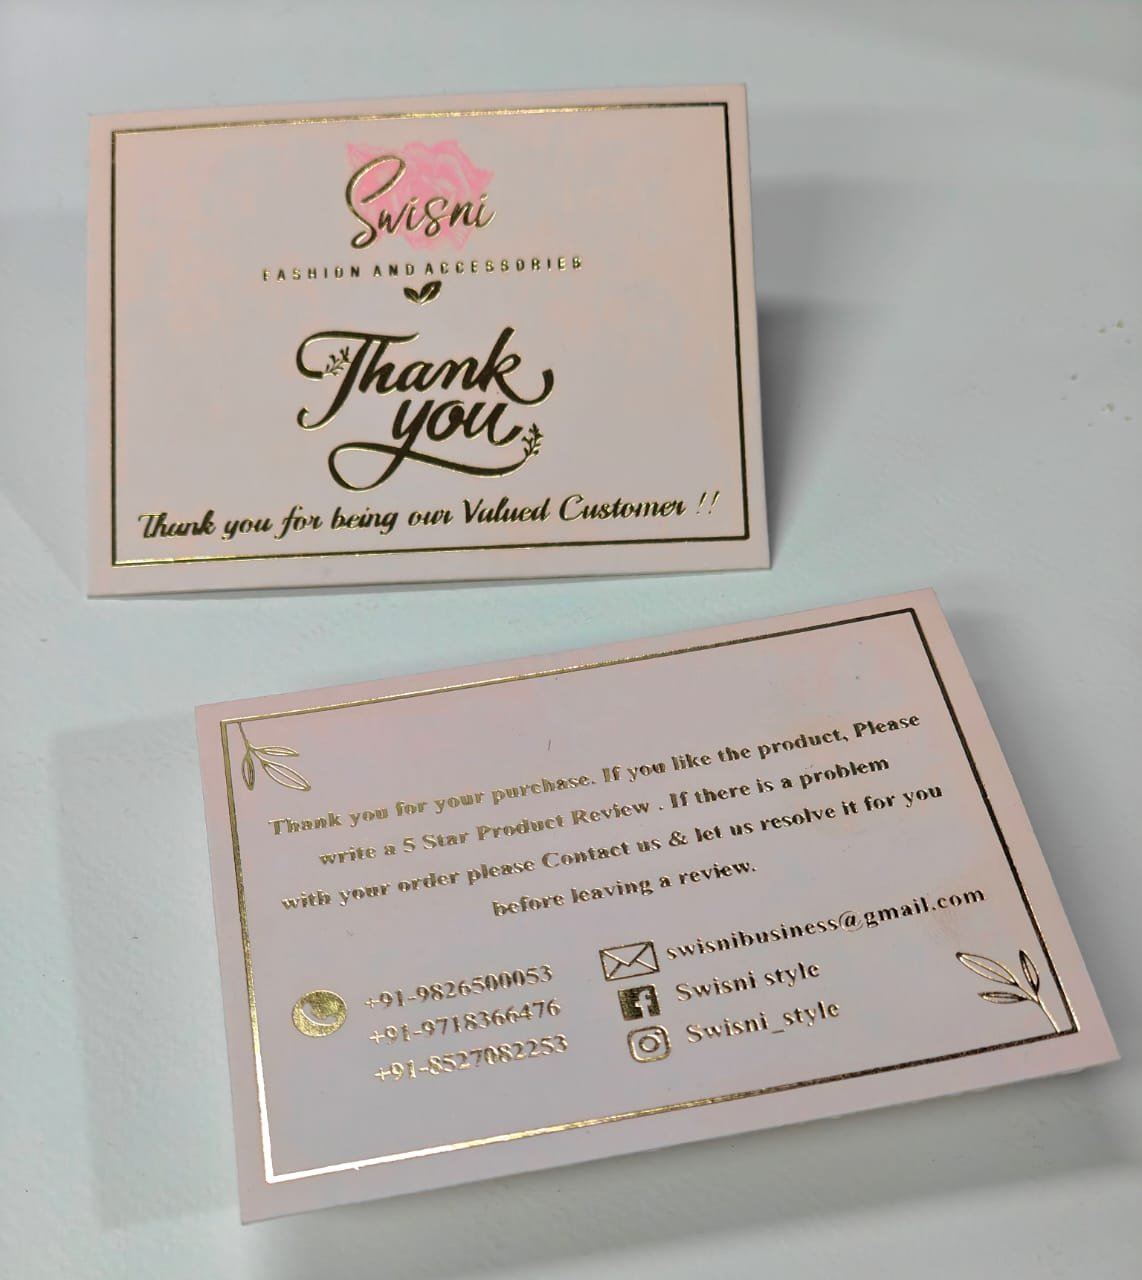 Swisni
FASHION AND ACCESSORIES
Thank
you
Thank you for being our Valued Customer !!
Thank you for your purchase. If you like the product, Please
write a 5 Star Product Review . If there is a problem
with your order please Contact us & let us resolve it for you
before leaving a review.
+91-9826500053
+91-9718366476
+91-8527082253
swisnibusiness@gmail.com
Swisni style
Swisni_style